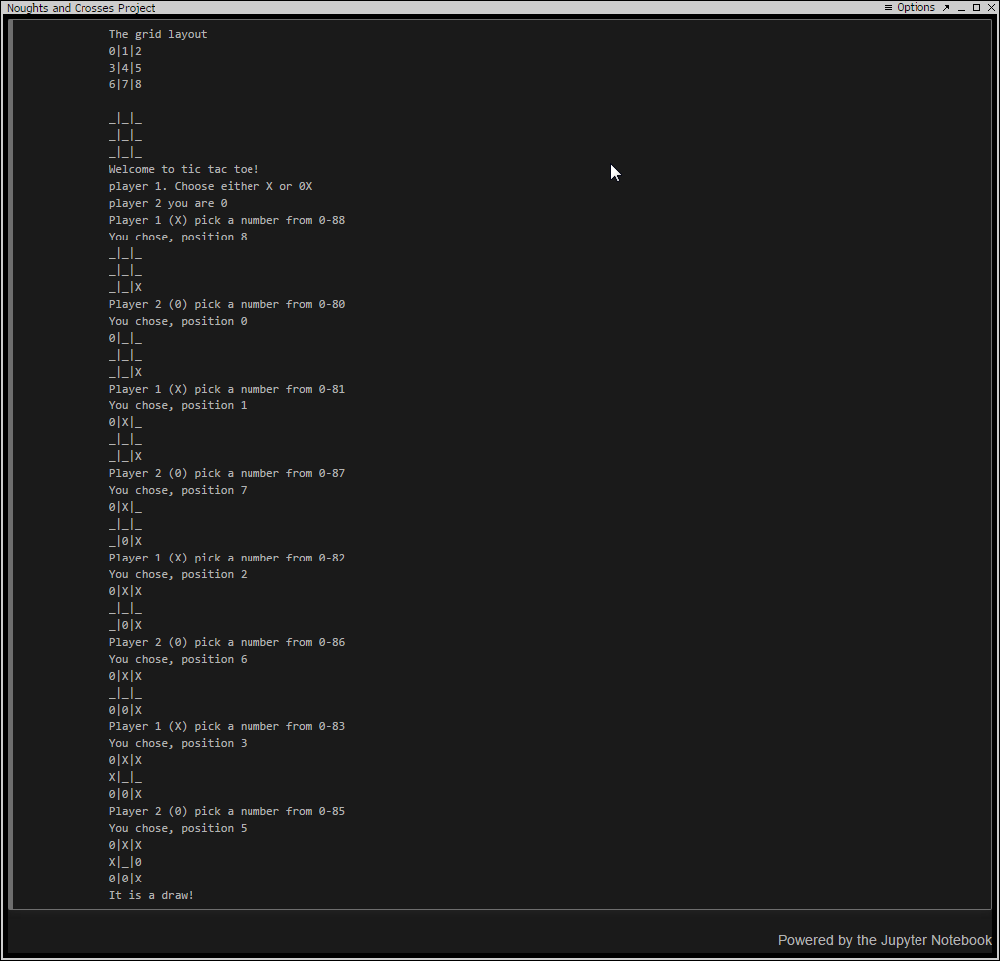 Noughts and Crosses Project
≡ Options
The grid layout
0|1|2
3|4|5
6|7|8
_|_|_
_|_|_
_|_|_
Welcome to tic tac toe!
player 1. Choose either X or 0X
player 2 you are 0
Player 1 (X) pick a number from 0-88
You chose, position 8
_|_|_
_|_|_
_|_|X
Player 2 (0) pick a number from 0-80
You chose, position 0
0|_|_
_|_|_
_|_|X
Player 1 (X) pick a number from 0-81
You chose, position 1
0|X|_
_|_|_
_|_|X
Player 2 (0) pick a number from 0-87
You chose, position 7
0|X|_
_|_|_
_|0|X
Player 1 (X) pick a number from 0-82
You chose, position 2
0|X|X
_|_|_
_|0|X
Player 2 (0) pick a number from 0-86
You chose, position 6
0|X|X
_|_|_
0|0|X
Player 1 (X) pick a number from 0-83
You chose, position 3
0|X|X
X|_|_
0|0|X
Player 2 (0) pick a number from 0-85
You chose, position 5
0|X|X
X|_|0
0|0|X
It is a draw!
Powered by the Jupyter Notebook